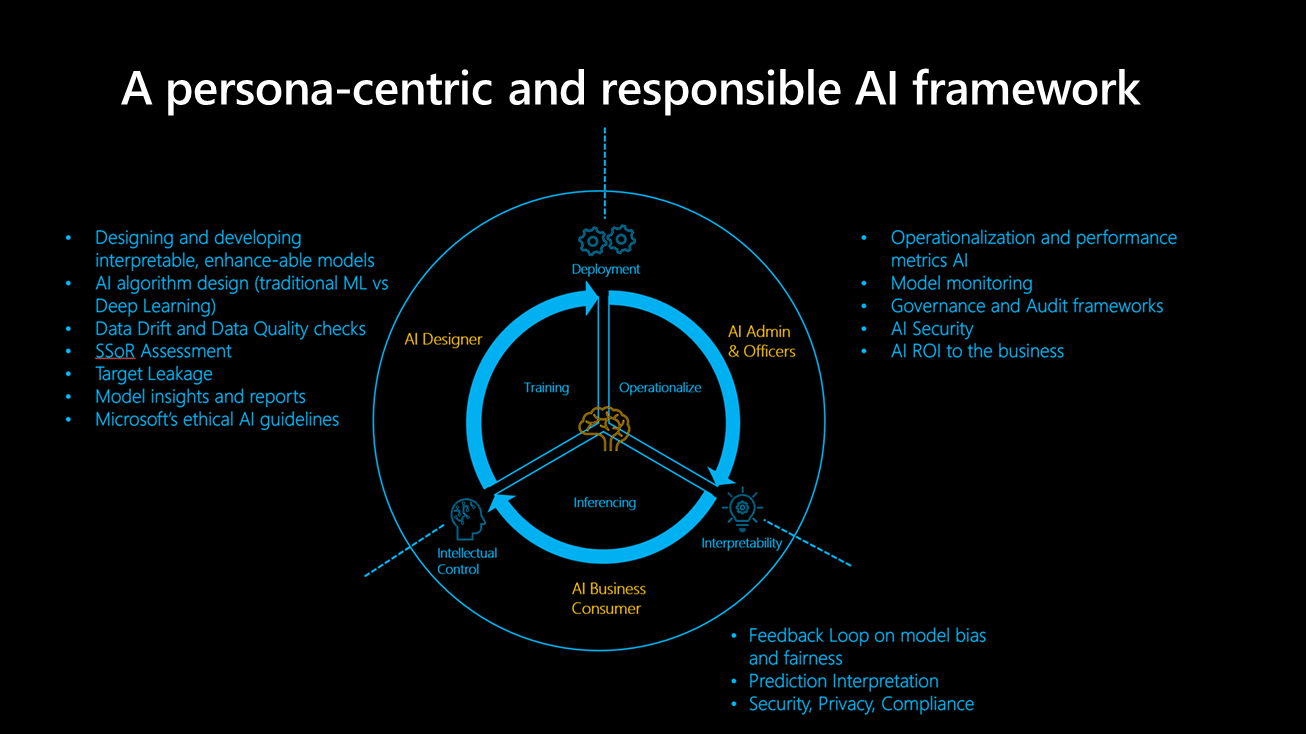 A persona-centric and responsible AI framework
• Designing and developing
interpretable, enhance-able models
• AI algorithm design (traditional ML vs
Deep Learning)
• Data Drift and Data Quality checks
• SSoR Assessment
• Target Leakage
• Model insights and reports
• Microsoft's ethical AI guidelines
Deployment
AI Designer
AI Admin
& Officers
Training
Operationalize
Inferencing
Intellectual
Control
Interpretability
AI Business
Consumer
• Operationalization and performance
metrics AI
• Model monitoring
• Governance and Audit frameworks
• AI Security
• AI ROI to the business
• Feedback Loop on model bias
and fairness
• Prediction Interpretation
• Security, Privacy, Compliance